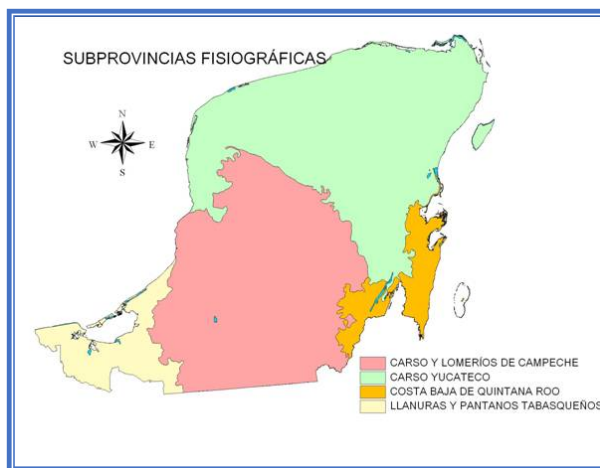 SUBPROVINCIAS FISIOGRÁFICAS
N
W E
S
CARSO Y LOMERÍOS DE CAMPECHE
CARSO YUCATECO
COSTA BAJA DE QUINTANA ROO
LLANURAS Y PANTANOS TABASQUEÑOS